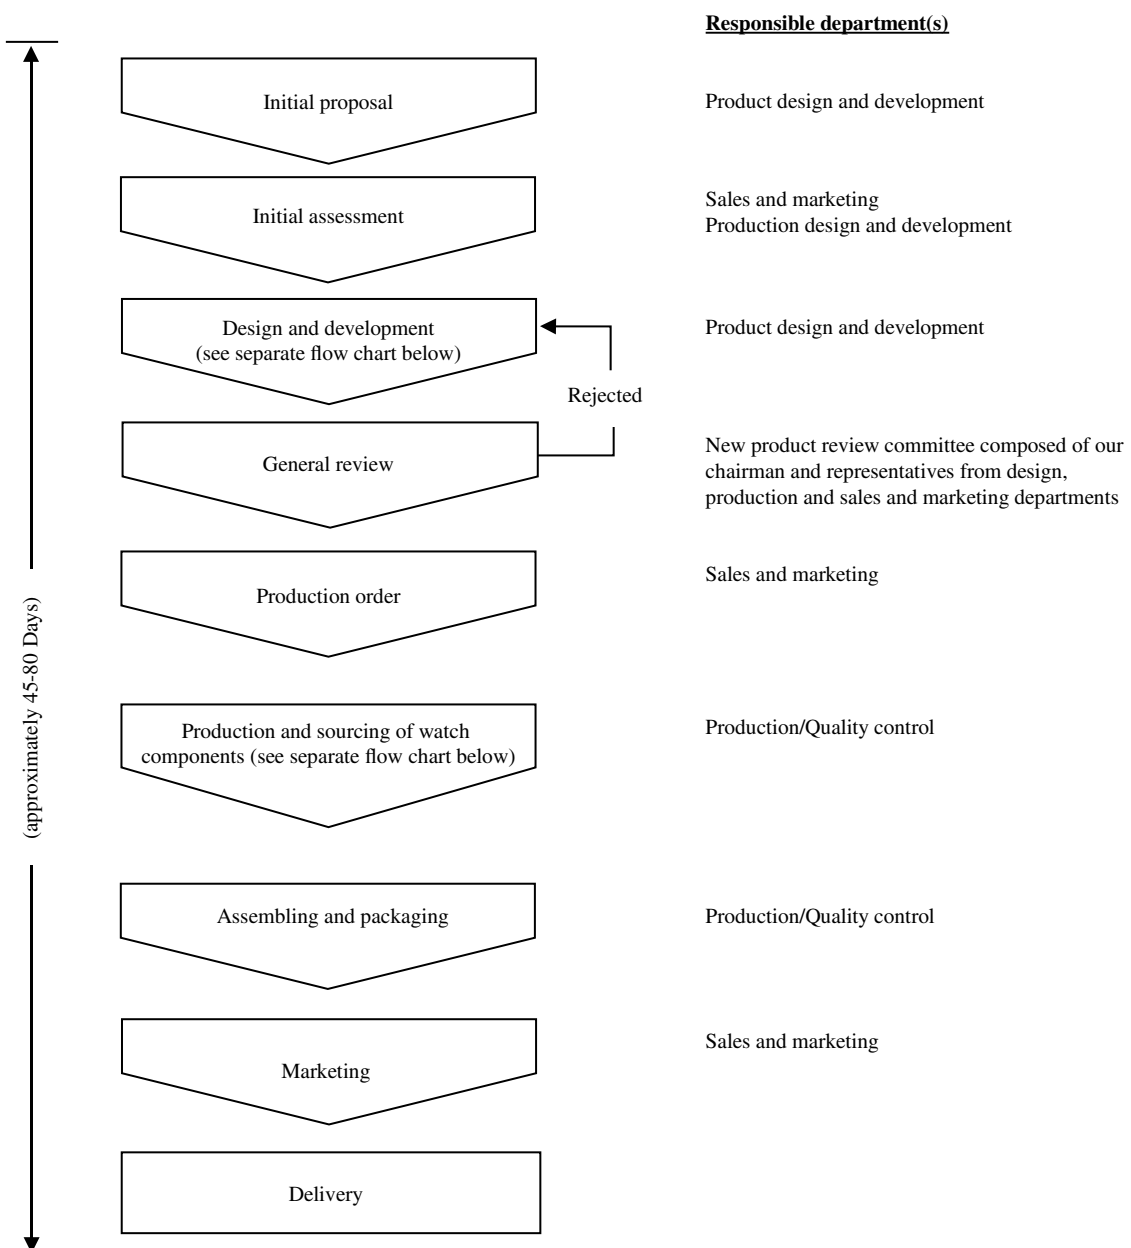 Responsible department(s)
Initial proposal
Product design and development
Initial assessment
Sales and marketing
Production design and development
Design and development
(see separate flow chart below)
Product design and development
Rejected
General review
New product review committee composed of our
chairman and representatives from design,
production and sales and marketing departments
Production order
Sales and marketing
(approximately 45-80 Days)
Production and sourcing of watch
components (see separate flow chart below)
Production/Quality control
Assembling and packaging
Production/Quality control
Marketing
Sales and marketing
Delivery